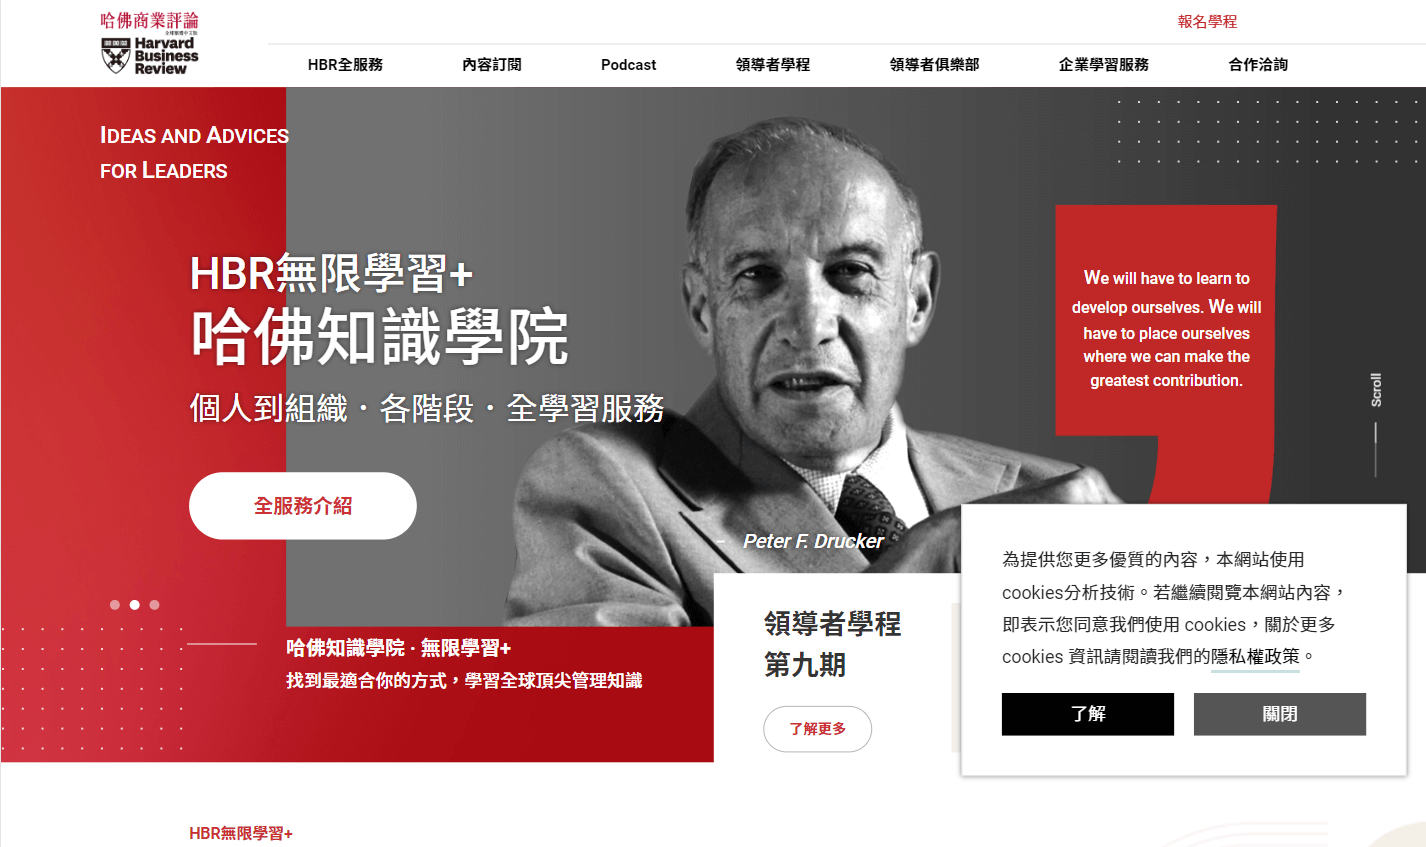 哈佛商業評論
全球繁體中文版
Harvard
Business
Review
報名學程
HBR全服務
內容訂閱
Podcast
領導者學程
領導者俱樂部
企業學習服務
合作洽詢
IDEAS AND ADVICES
FOR LEADERS
HBR無限學習+
哈佛知識學院
個人到組織．各階段．全學習服務
全服務介紹
We will have to learn to
develop ourselves. We will
have to place ourselves
where we can make the
greatest contribution.
Scroll
– Peter F. Drucker
哈佛知識學院 · 無限學習+
找到最適合你的方式，學習全球頂尖管理知識
領導者學程
第九期
了解更多
為提供您更多優質的內容，本網站使用
cookies分析技術。若繼續閱覽本網站內容，
即表示您同意我們使用 cookies，關於更多
cookies 資訊請閱讀我們的隱私權政策。
了解
關閉
HBR無限學習+